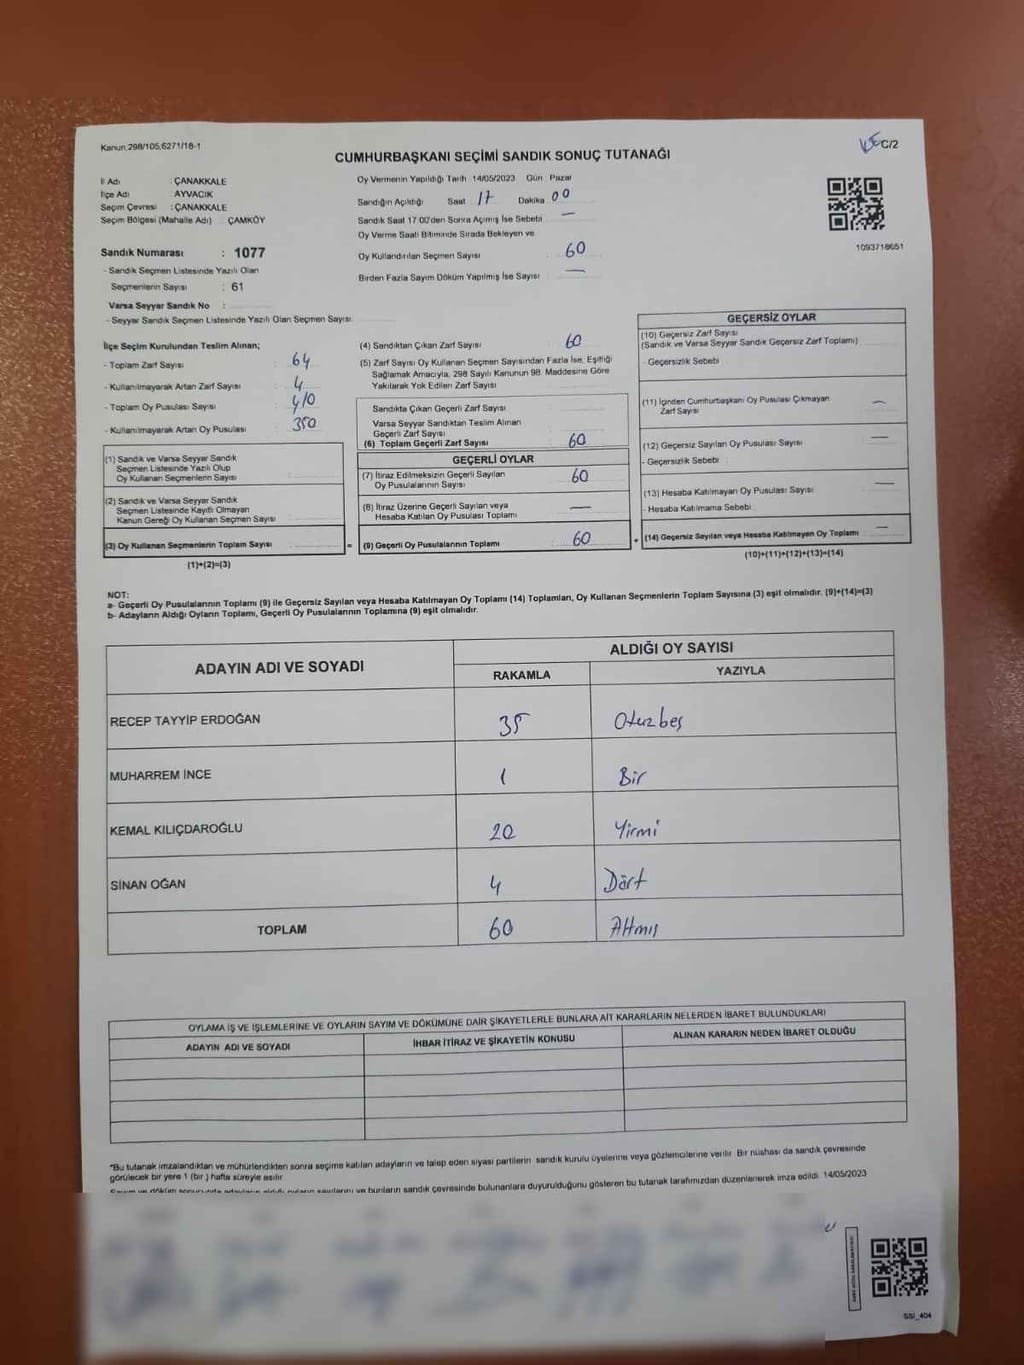 Kanun:298/105,6271/18-1
C/2
CUMHURBAŞKANI SEÇİMİ SANDIK SONUÇ TUTANAĞI
İl Adı : ÇANAKKALE
İlçe Adı : AYVACIK
Seçim Çevresi : ÇANAKKALE
Seçim Bölgesi (Mahalle Adı) : ÇAMKÖY
Sandık Numarası : 1077
- Sandık Seçmen Listesinde Yazılı Olan
Seçmenlerin Sayısı : 61
Varsa Seyyar Sandık No :
- Seyyar Sandık Seçmen Listesinde Yazılı Olan Seçmen Sayısı:
Oy Vermenin Yapıldığı Tarih :14/05/2023 Gün : Pazar
Sandığın Açıldığı Saat 17 Dakika 00
Sandık Saat 17:00'den Sonra Açımış İse Sebebi : —
Oy Verme Saati Bitiminde Sırada Bekleyen ve
Oy Kullandırılan Seçmen Sayısı : 60
Birden Fazla Sayım Döküm Yapılmış İse Sayısı : —
1093718651
İlçe Seçim Kurulundan Teslim Alınan;
- Toplam Zarf Sayısı : 64
- Kullanılmayarak Artan Zarf Sayısı : 4
- Toplam Oy Pusulası Sayısı : 410
- Kullanılmayarak Artan Oy Pusulası : 350
(1) Sandık ve Varsa Seyyar Sandık
Seçmen Listesinde Yazılı Olup
Oy Kullanan Seçmenlerin Sayısı :
(2) Sandık ve Varsa Seyyar Sandık
Seçmen Listesinde Kayıtlı Olmayan
Kanun Gereği Oy Kullanan Seçmen Sayısı :
(3) Oy Kullanan Seçmenlerin Toplam Sayısı :
(1)+(2)=(3)
(4) Sandıktan Çıkan Zarf Sayısı : 60
(5) Zarf Sayısı Oy Kullanan Seçmen Sayısından Fazla İse, Eşitliği
Sağlamak Amacıyla, 298 Sayılı Kanunun 98. Maddesine Göre
Yakılarak Yok Edilen Zarf Sayısı :
Sandıkta Çıkan Geçerli Zarf Sayısı :
Varsa Seyyar Sandıktan Teslim Alınan
Geçerli Zarf Sayısı :
(6) Toplam Geçerli Zarf Sayısı : 60
GEÇERLİ OYLAR
(7) İtiraz Edilmeksizin Geçerli Sayılan
Oy Pusulalarının Sayısı : 60
(8) İtiraz Üzerine Geçerli Sayılan veya
Hesaba Katılan Oy Pusulası Toplamı : —
(9) Geçerli Oy Pusulalarının Toplamı : 60
GEÇERSİZ OYLAR
(10) Geçersiz Zarf Sayısı
(Sandık ve Varsa Seyyar Sandık Geçersiz Zarf Toplamı) :
- Geçersizlik Sebebi :
(11) İçinden Cumhurbaşkanı Oy Pusulası Çıkmayan
Zarf Sayısı : —
(12) Geçersiz Sayılan Oy Pusulası Sayısı : —
- Geçersizlik Sebebi :
(13) Hesaba Katılmayan Oy Pusulası Sayısı : —
- Hesaba Katılmama Sebebi :
(14) Geçersiz Sayılan veya Hesaba Katılmayan Oy Toplamı : —
(10)+(11)+(12)+(13)=(14)
NOT:
a- Geçerli Oy Pusulalarının Toplamı (9) ile Geçersiz Sayılan veya Hesaba Katılmayan Oy Toplamı (14) Toplamları, Oy Kullanan Seçmenlerin Toplam Sayısına (3) eşit olmalıdır. (9)+(14)=(3)
b- Adayların Aldığı Oyların Toplamı, Geçerli Oy Pusulalarının Toplamına (9) eşit olmalıdır.
ADAYIN ADI VE SOYADI
ALDIĞI OY SAYISI
RAKAMLA YAZIYLA
RECEP TAYYİP ERDOĞAN 35 Otuzbeş
MUHARREM İNCE 1 Bir
KEMAL KILIÇDAROĞLU 20 Yirmi
SİNAN OĞAN 4 Dört
TOPLAM 60 Altmış
OYLAMA İŞ VE İŞLEMLERİNE VE OYLARIN SAYIM VE DÖKÜMÜNE DAİR ŞİKAYETLERLE BUNLARA AİT KARARLARIN NELERDEN İBARET BULUNDUKLARI
ADAYIN ADI VE SOYADI İHBAR İTİRAZ VE ŞİKAYETİN KONUSU ALINAN KARARIN NEDEN İBARET OLDUĞU
*Bu tutanak imzalandıktan ve mühürlendikten sonra seçime katılan adayların ve talep eden siyasi partilerin sandık kurulu üyelerine veya gözlemcilerine verilir. Bir nüshası da sandık çevresinde
görülecek bir yere 1 (bir) hafta süreyle asılır.
Sayım ve döküm sonucunda adayların aldığı oyların sayılarını ve bunların sandık çevresinde bulunanlara duyurulduğunu gösteren bu tutanak tarafımızdan düzenlenerek imza edildi. 14/05/2023
SSI_404